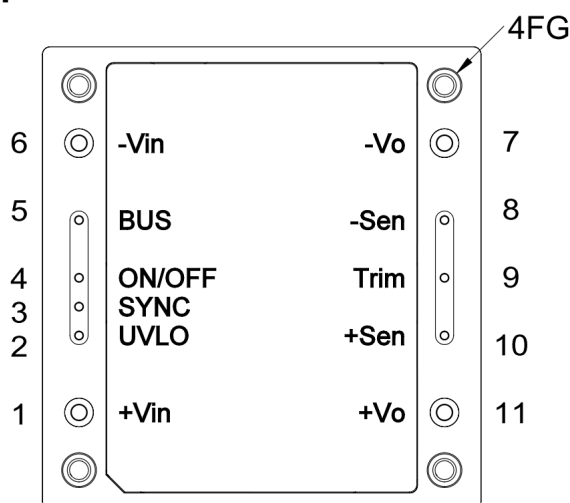 4FG
6 -Vin -Vo 7
5 BUS -Sen 8
4 ON/OFF Trim 9
3 SYNC
2 UVLO +Sen 10
1 +Vin +Vo 11